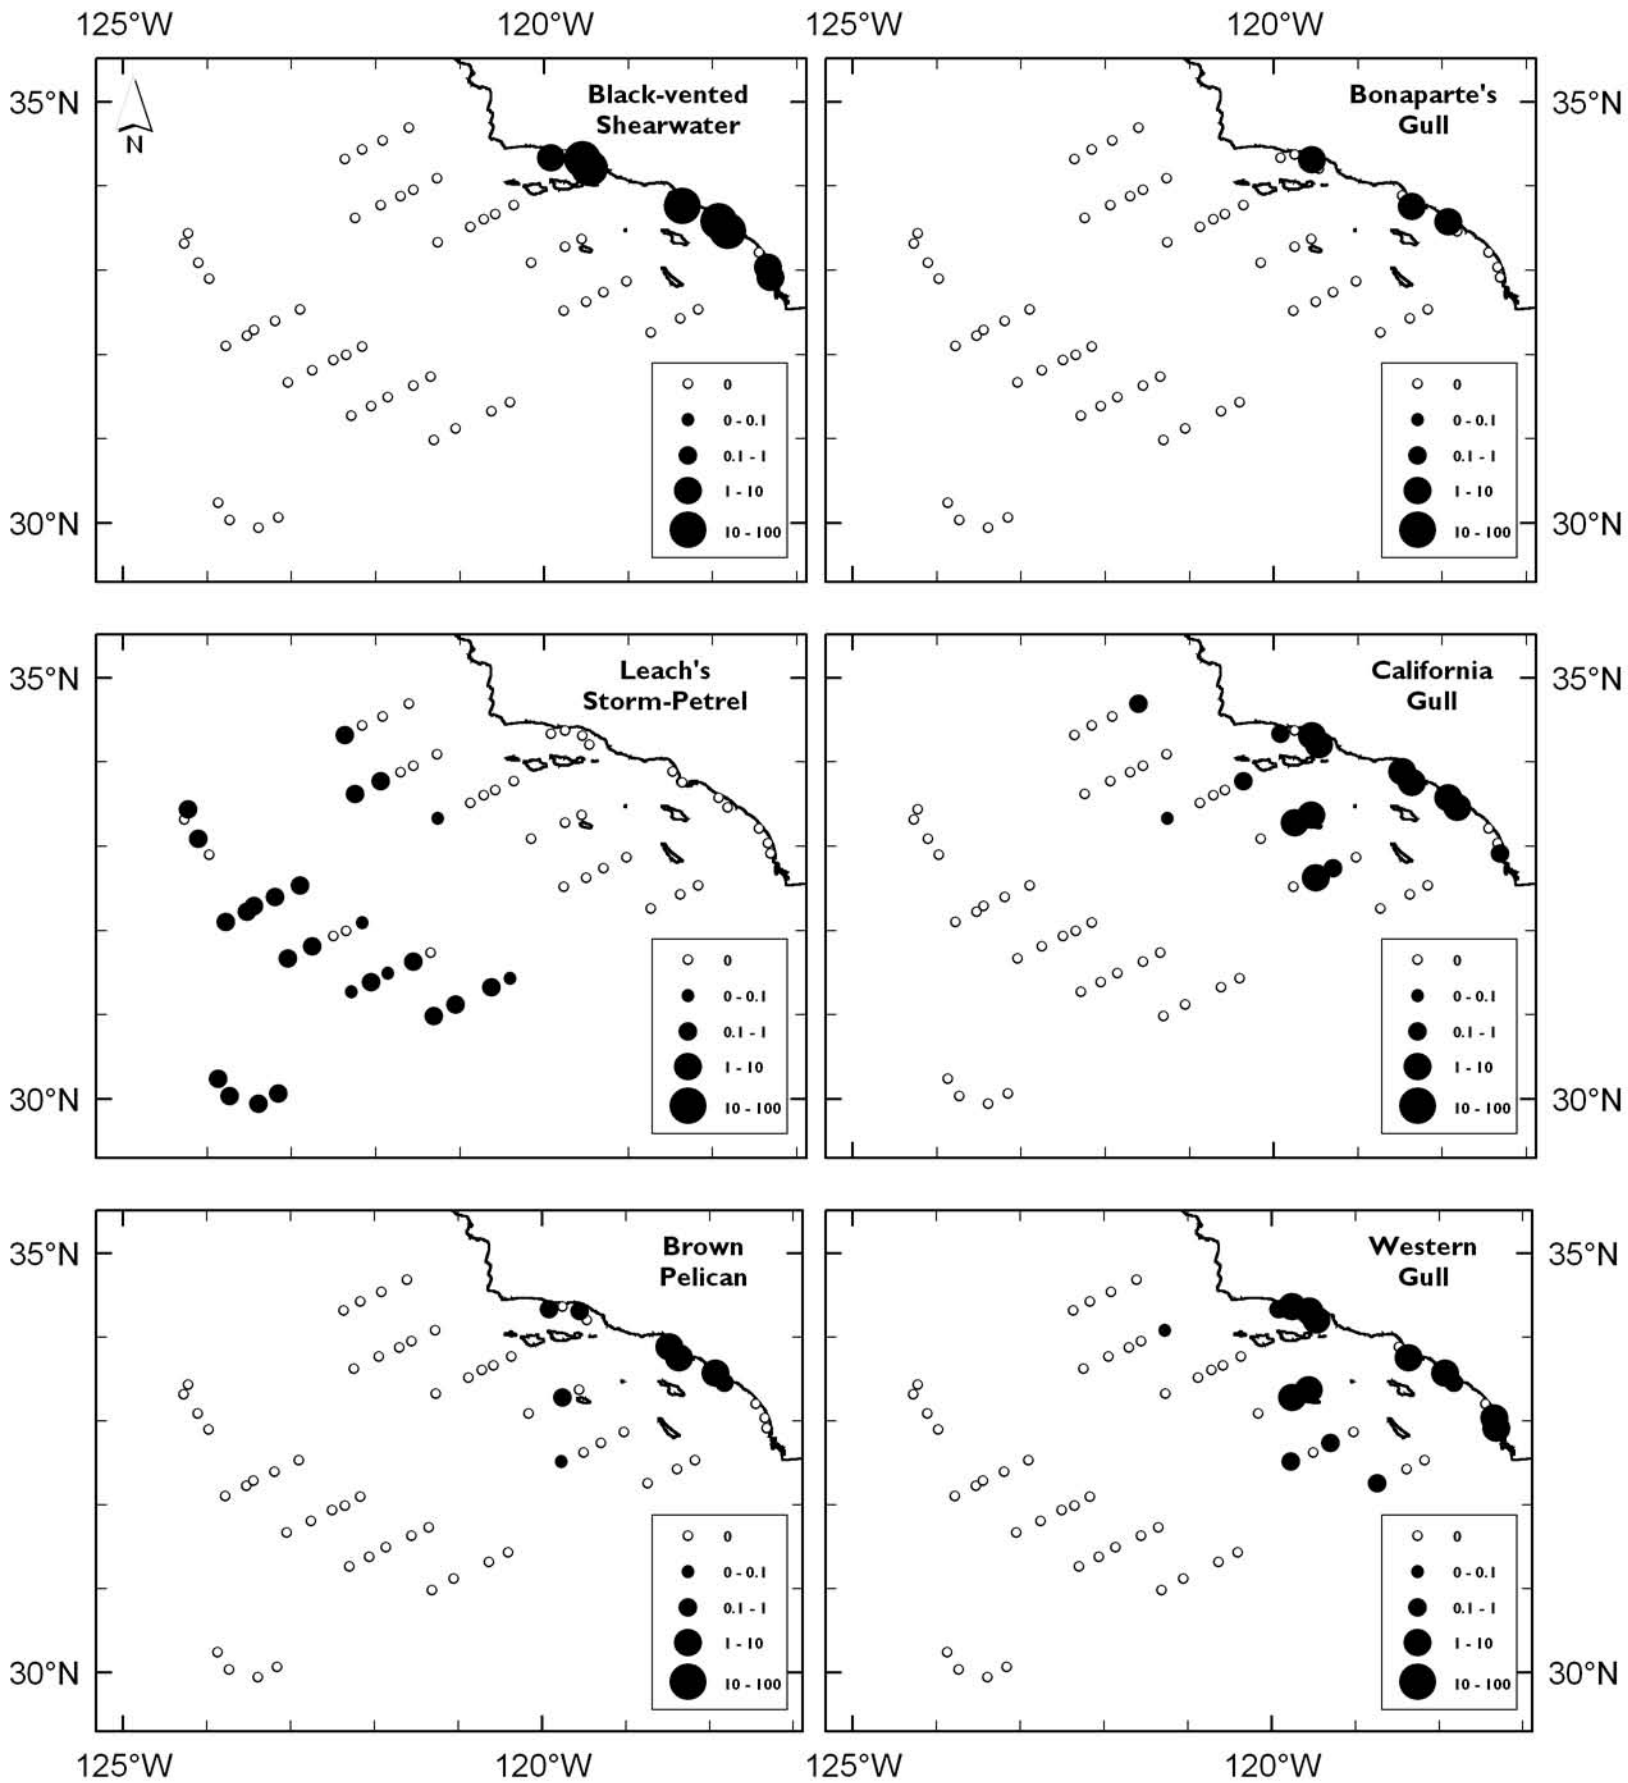 125°W 120°W 125°W 120°W
35°N
N
Black-vented
Shearwater
0
0 - 0.1
0.1 - 1
1 - 10
10 - 100
30°N
Bonaparte's
Gull
35°N
0
0 - 0.1
0.1 - 1
1 - 10
10 - 100
30°N
35°N
Leach's
Storm-Petrel
0
0 - 0.1
0.1 - 1
1 - 10
10 - 100
30°N
California
Gull
35°N
0
0 - 0.1
0.1 - 1
1 - 10
10 - 100
30°N
35°N
Brown
Pelican
0
0 - 0.1
0.1 - 1
1 - 10
10 - 100
30°N
Western
Gull
35°N
0
0 - 0.1
0.1 - 1
1 - 10
10 - 100
30°N
125°W 120°W 125°W 120°W